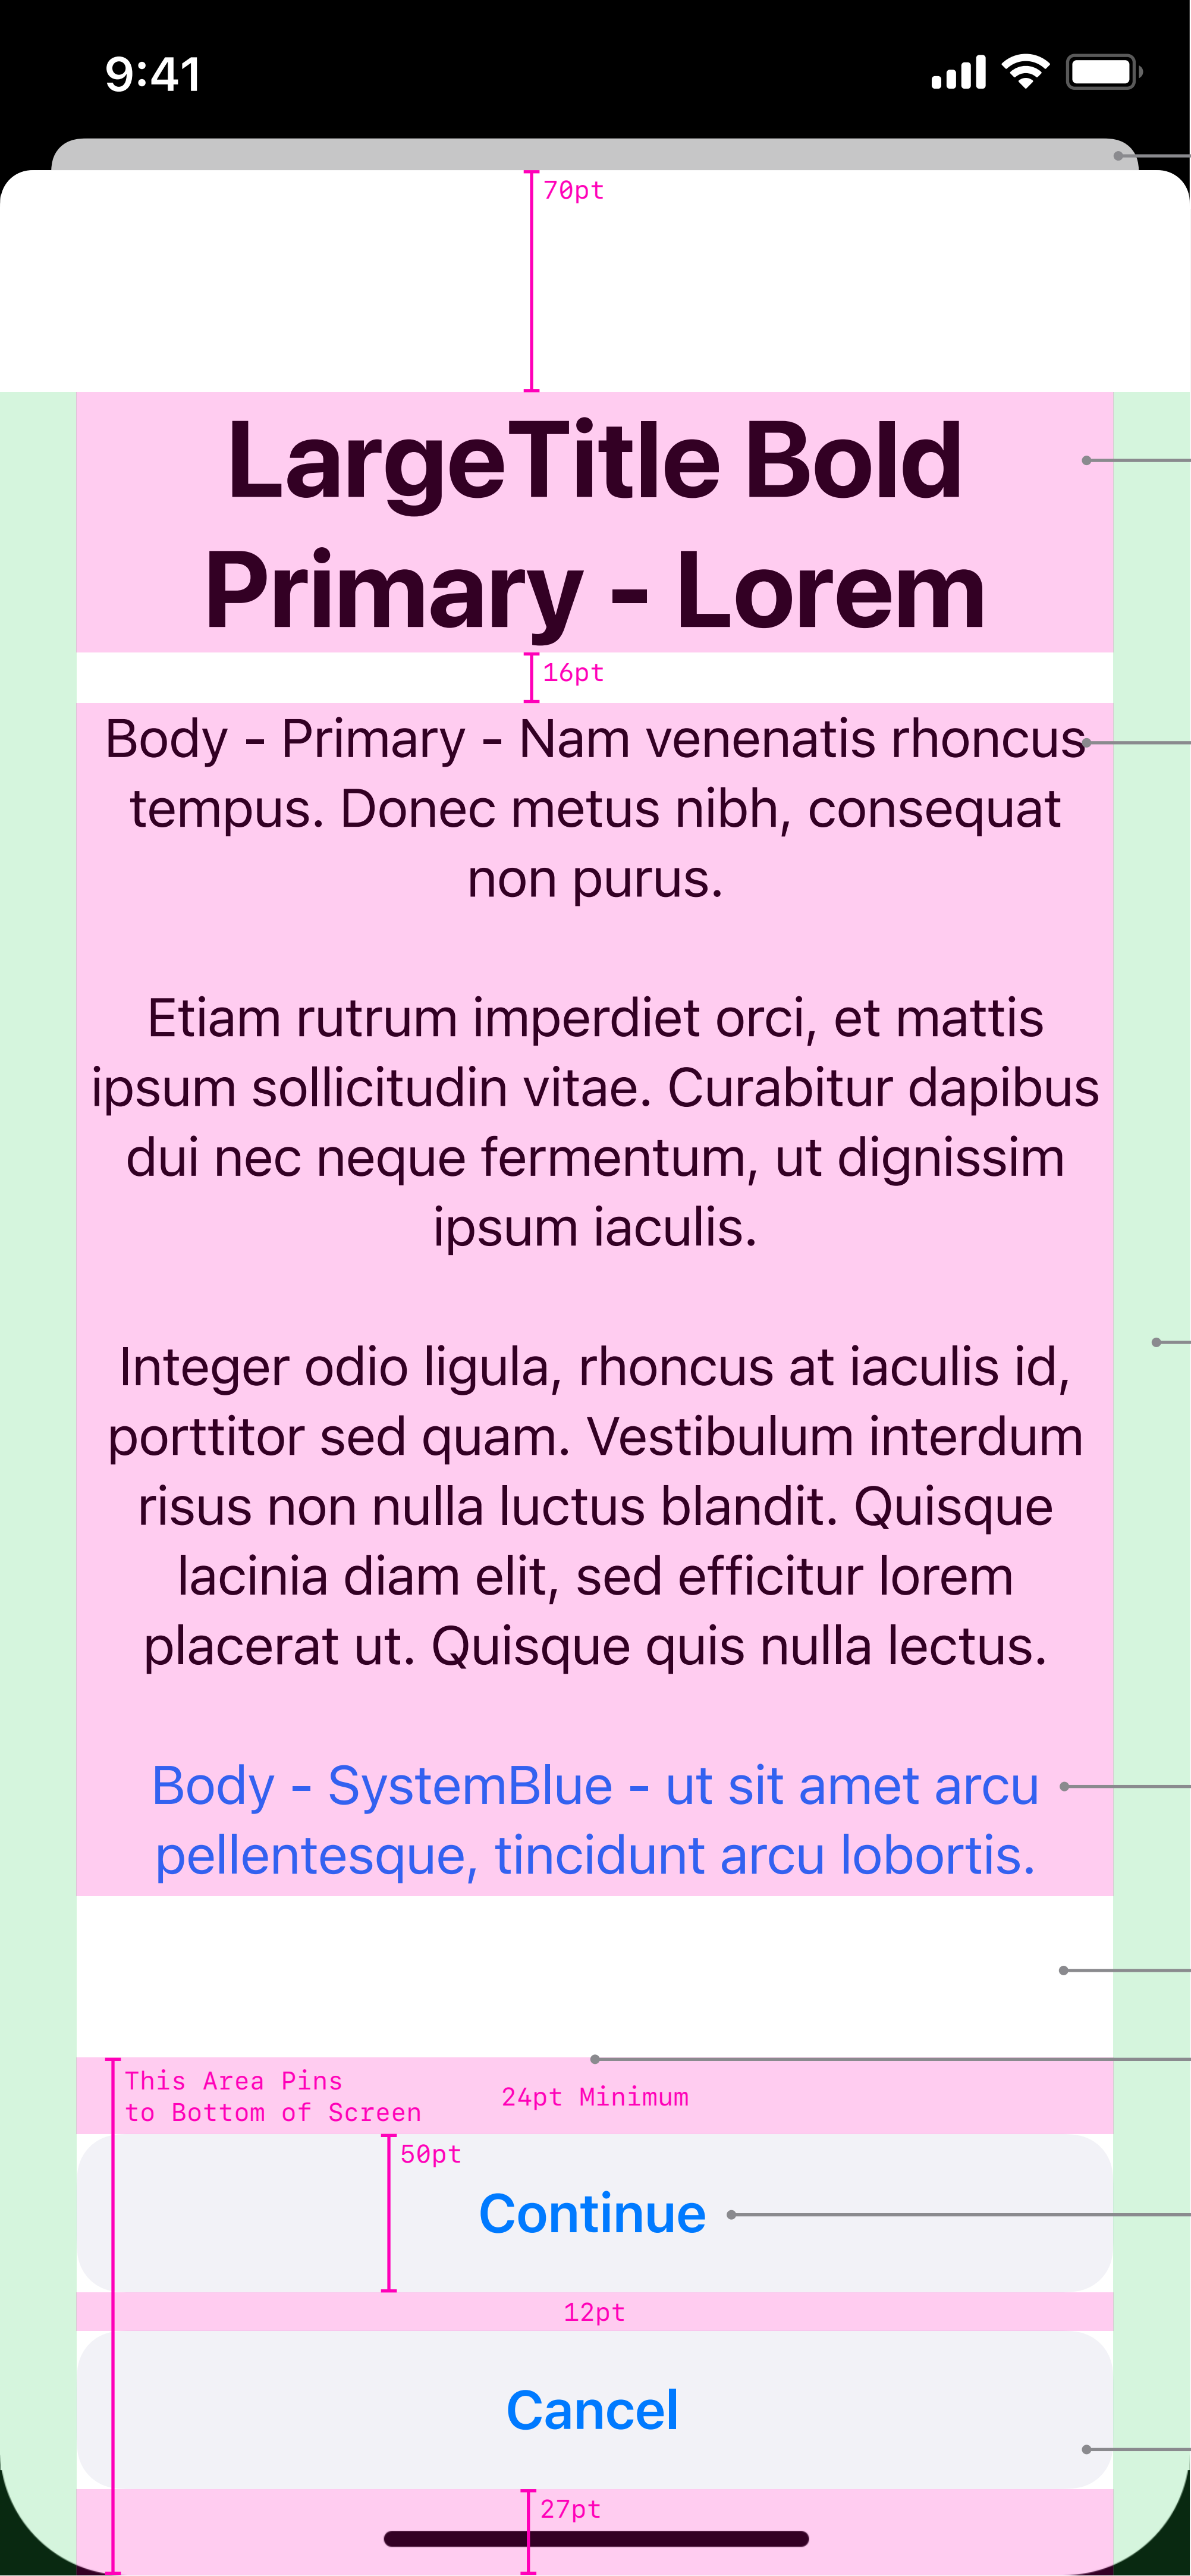 9:41
70pt
LargeTitle Bold
Primary - Lorem
16pt
Body - Primary - Nam venenatis rhoncus
tempus. Donec metus nibh, consequat
non purus.
Etiam rutrum imperdiet orci, et mattis
ipsum sollicitudin vitae. Curabitur dapibus
dui nec neque fermentum, ut dignissim
ipsum iaculis.
Integer odio ligula, rhoncus at iaculis id,
porttitor sed quam. Vestibulum interdum
risus non nulla luctus blandit. Quisque
lacinia diam elit, sed efficitur lorem
placerat ut. Quisque quis nulla lectus.
Body - SystemBlue - ut sit amet arcu
pellentesque, tincidunt arcu lobortis.
This Area Pins
to Bottom of Screen
24pt Minimum
50pt
Continue
12pt
Cancel
27pt